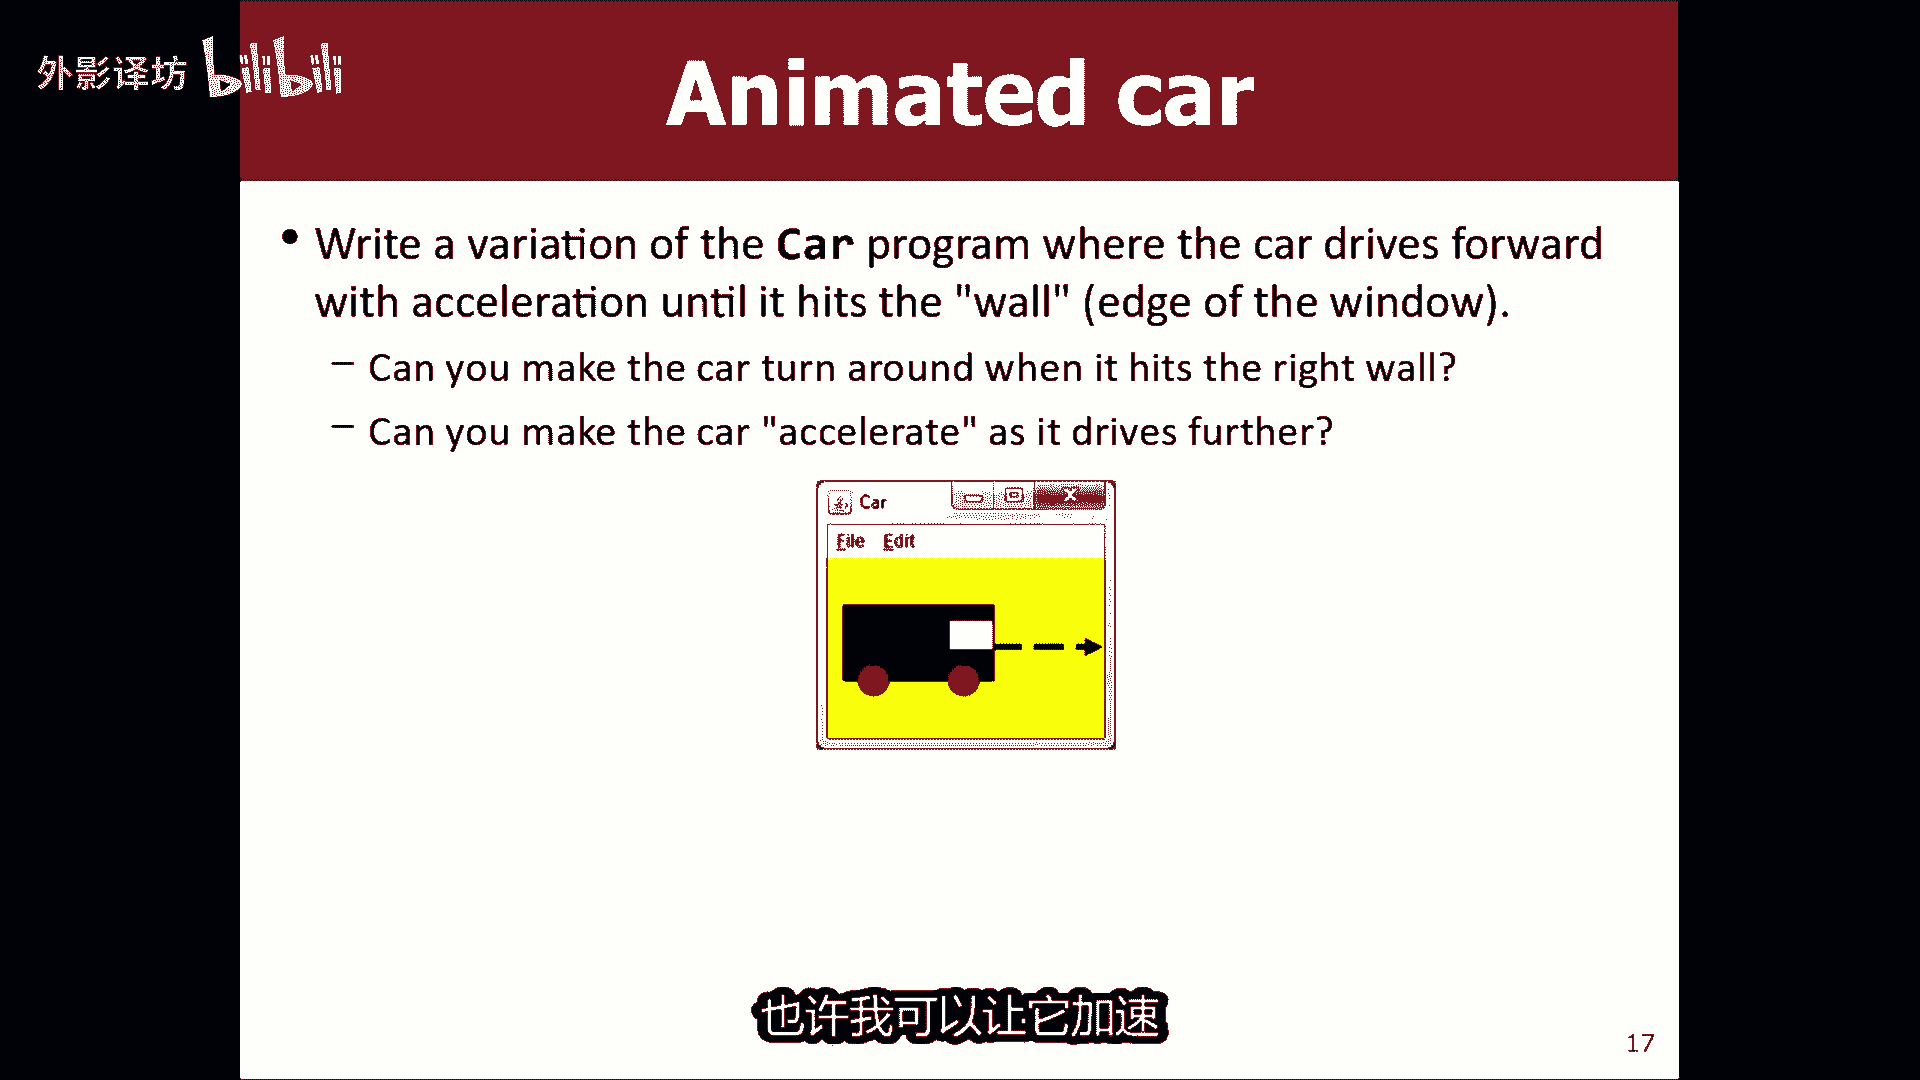 外影译坊 bilibili
Animated car
• Write a variation of the Car program where the car drives forward
with acceleration until it hits the "wall" (edge of the window).
– Can you make the car turn around when it hits the right wall?
– Can you make the car "accelerate" as it drives further?
Car
File Edit
也许我可以让它加速
17